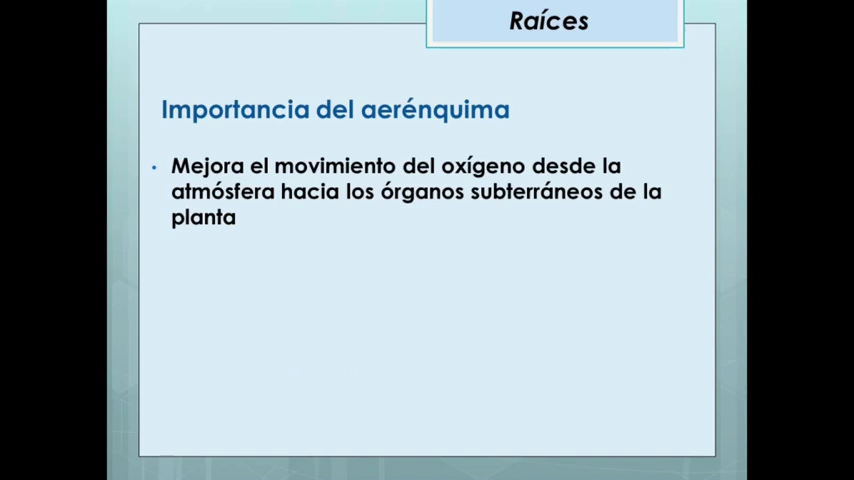 Raíces
Importancia del aerénquima
• Mejora el movimiento del oxígeno desde la
atmósfera hacia los órganos subterráneos de la
planta